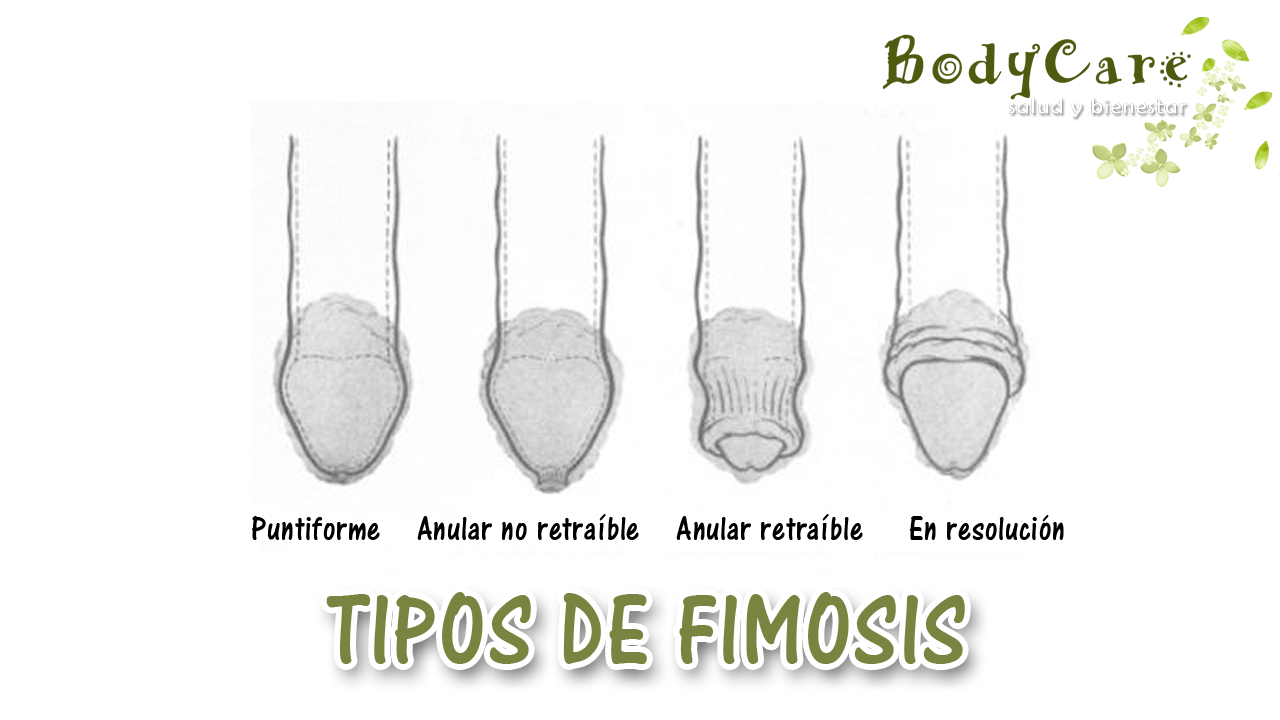 BodyCare
salud y bienestar
Puntiforme Anular no retraíble Anular retraíble En resolución
TIPOS DE FIMOSIS